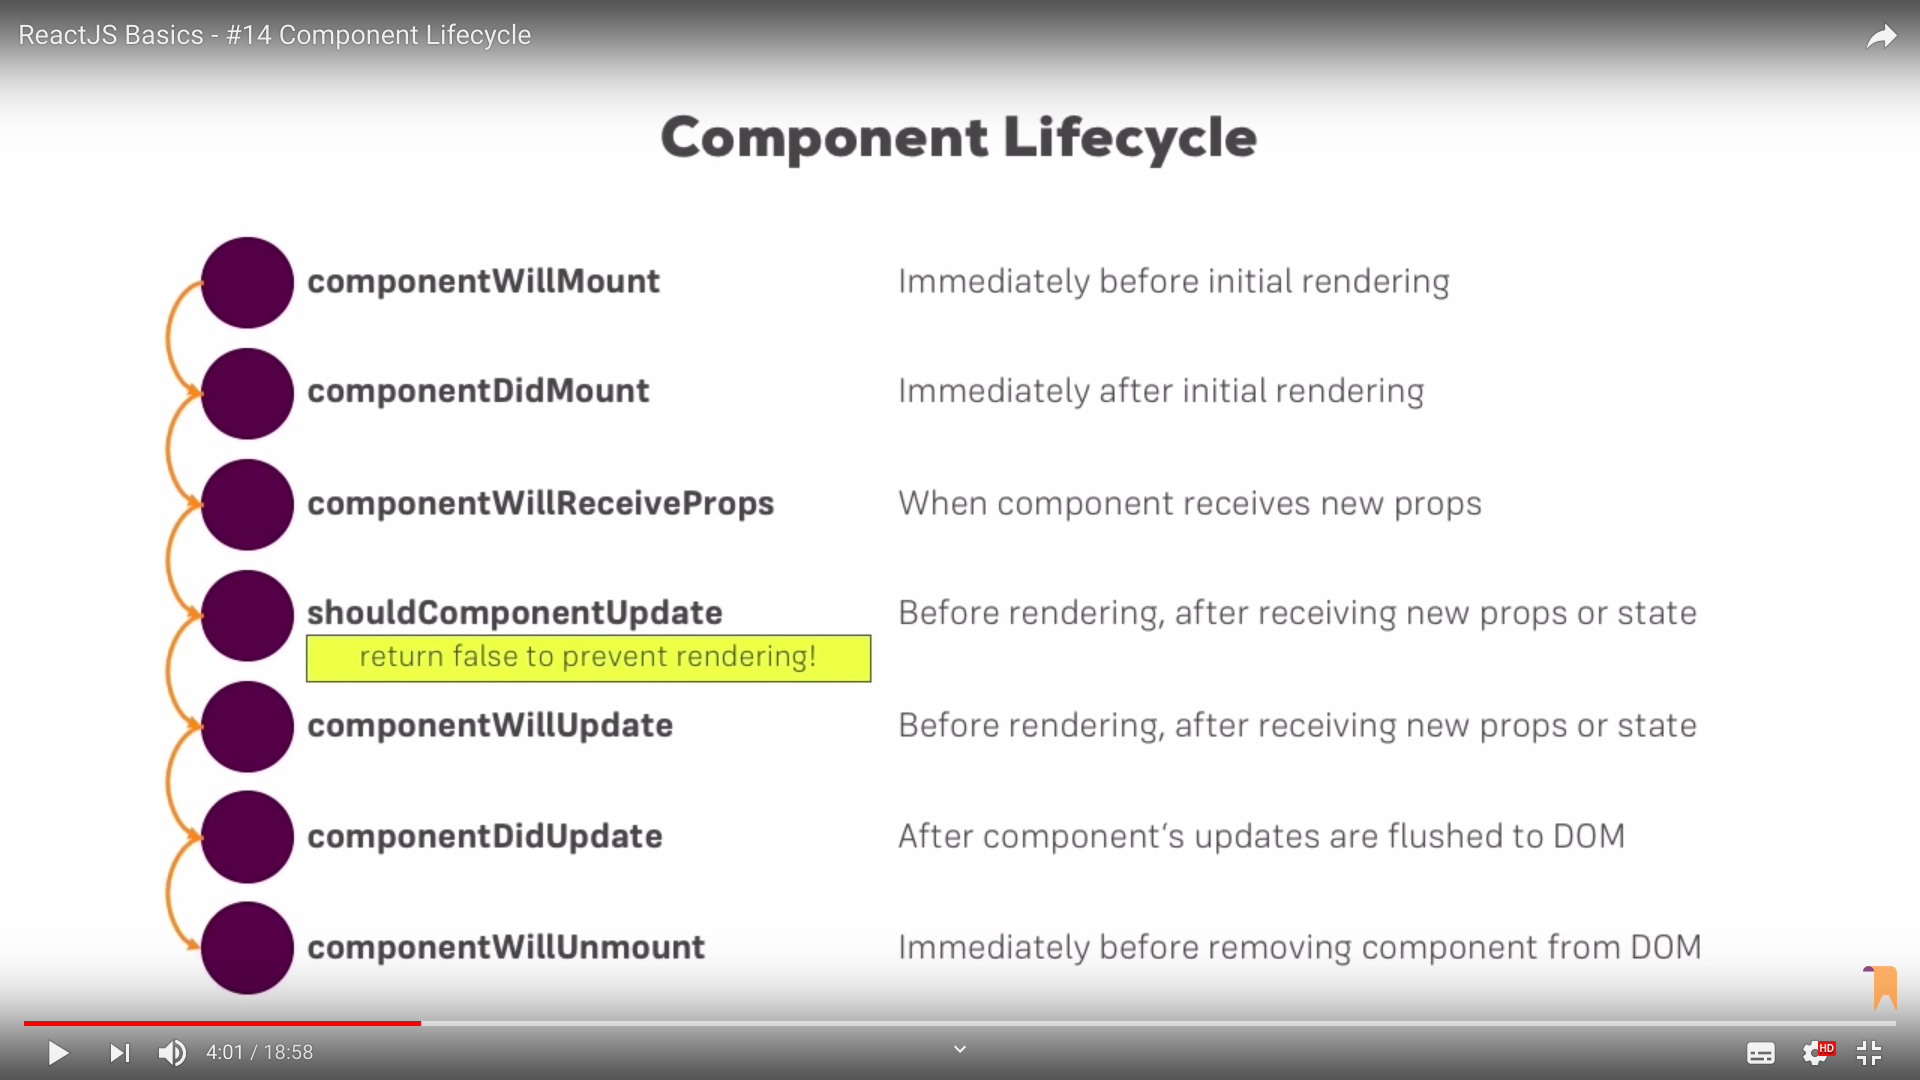 ReactJS Basics - #14 Component Lifecycle
Component Lifecycle
componentWillMount Immediately before initial rendering
componentDidMount Immediately after initial rendering
componentWillReceiveProps When component receives new props
shouldComponentUpdate Before rendering, after receiving new props or state
return false to prevent rendering!
componentWillUpdate Before rendering, after receiving new props or state
componentDidUpdate After component‘s updates are flushed to DOM
componentWillUnmount Immediately before removing component from DOM
4:01 / 18:58 HD